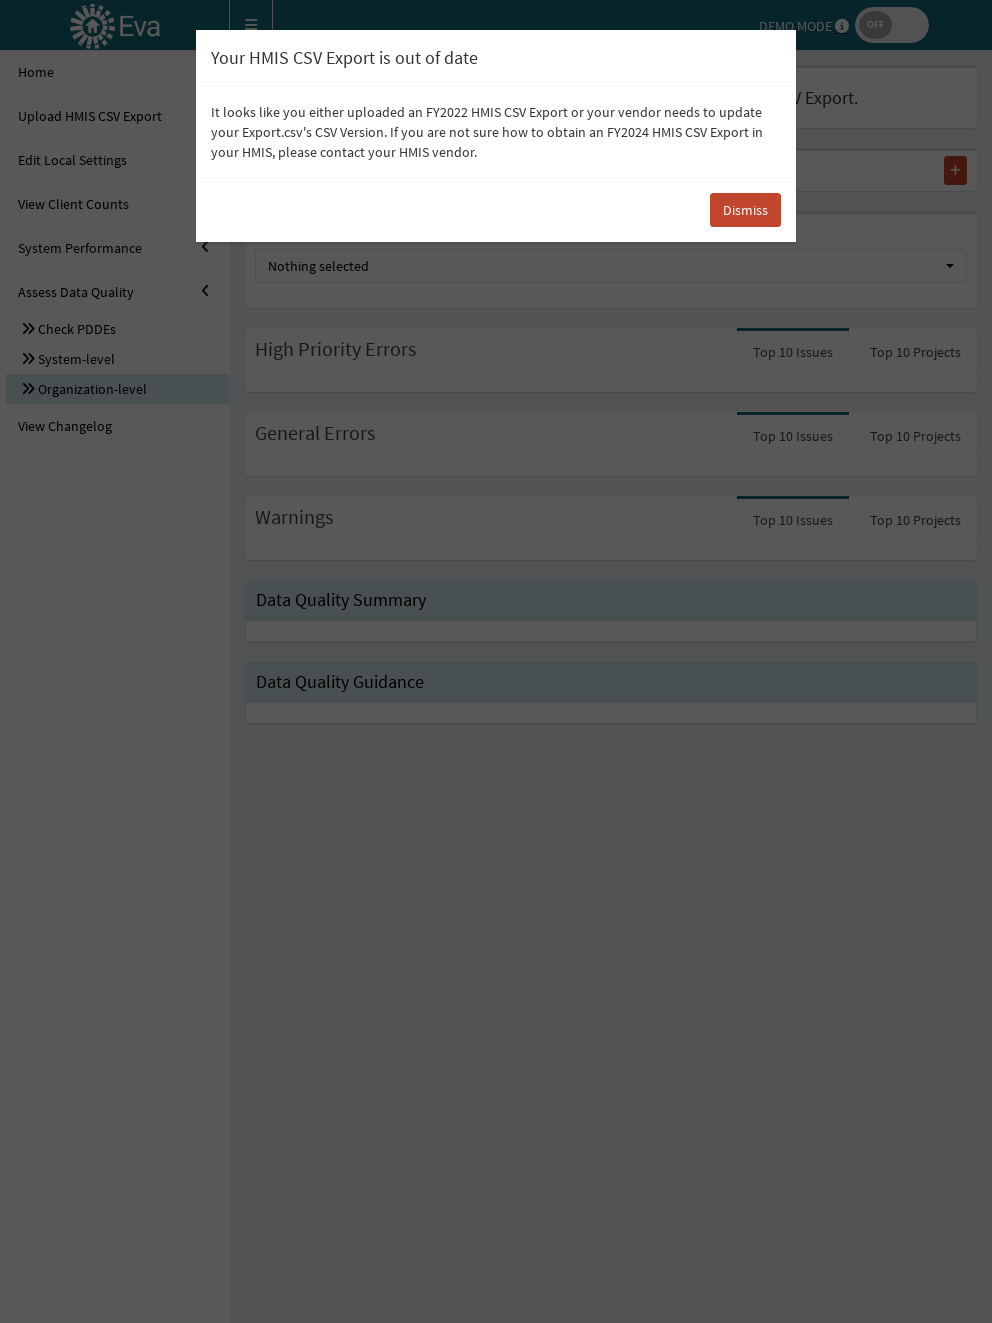 Eva
DEMO MODE
OFF
Your HMIS CSV Export is out of date
It looks like you either uploaded an FY2022 HMIS CSV Export or your vendor needs to update
your Export.csv's CSV Version. If you are not sure how to obtain an FY2024 HMIS CSV Export in
your HMIS, please contact your HMIS vendor.
Dismiss
Home
Upload HMIS CSV Export
Edit Local Settings
View Client Counts
System Performance
Assess Data Quality
Check PDDEs
System-level
Organization-level
View Changelog
Export.
+
Nothing selected
High Priority Errors
Top 10 Issues
Top 10 Projects
General Errors
Top 10 Issues
Top 10 Projects
Warnings
Top 10 Issues
Top 10 Projects
Data Quality Summary
Data Quality Guidance